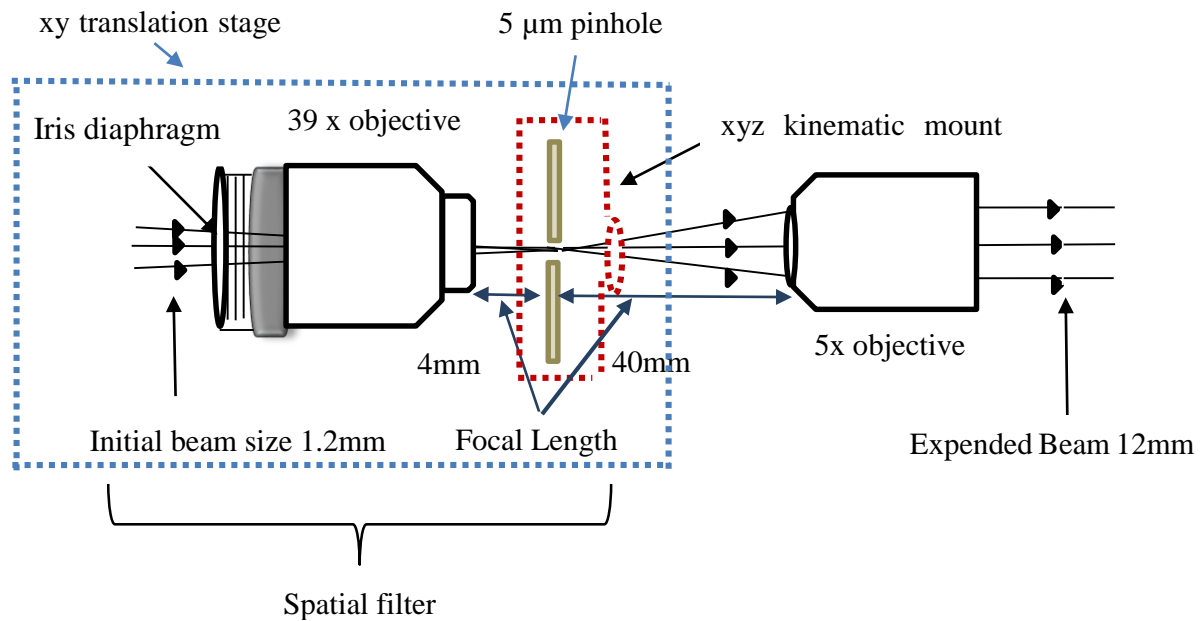 xy translation stage
5 µm pinhole
Iris diaphragm
39 x objective
xyz kinematic mount
4mm
40mm
5x objective
Initial beam size 1.2mm
Focal Length
Expended Beam 12mm
Spatial filter